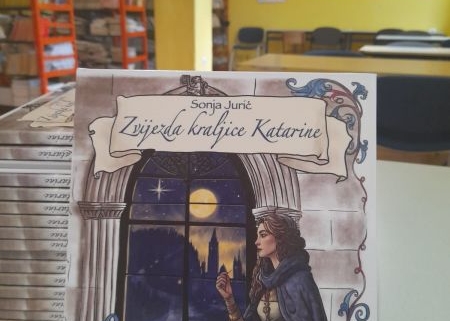 Sonja Jurič
Zvijezda kraljice Katarine